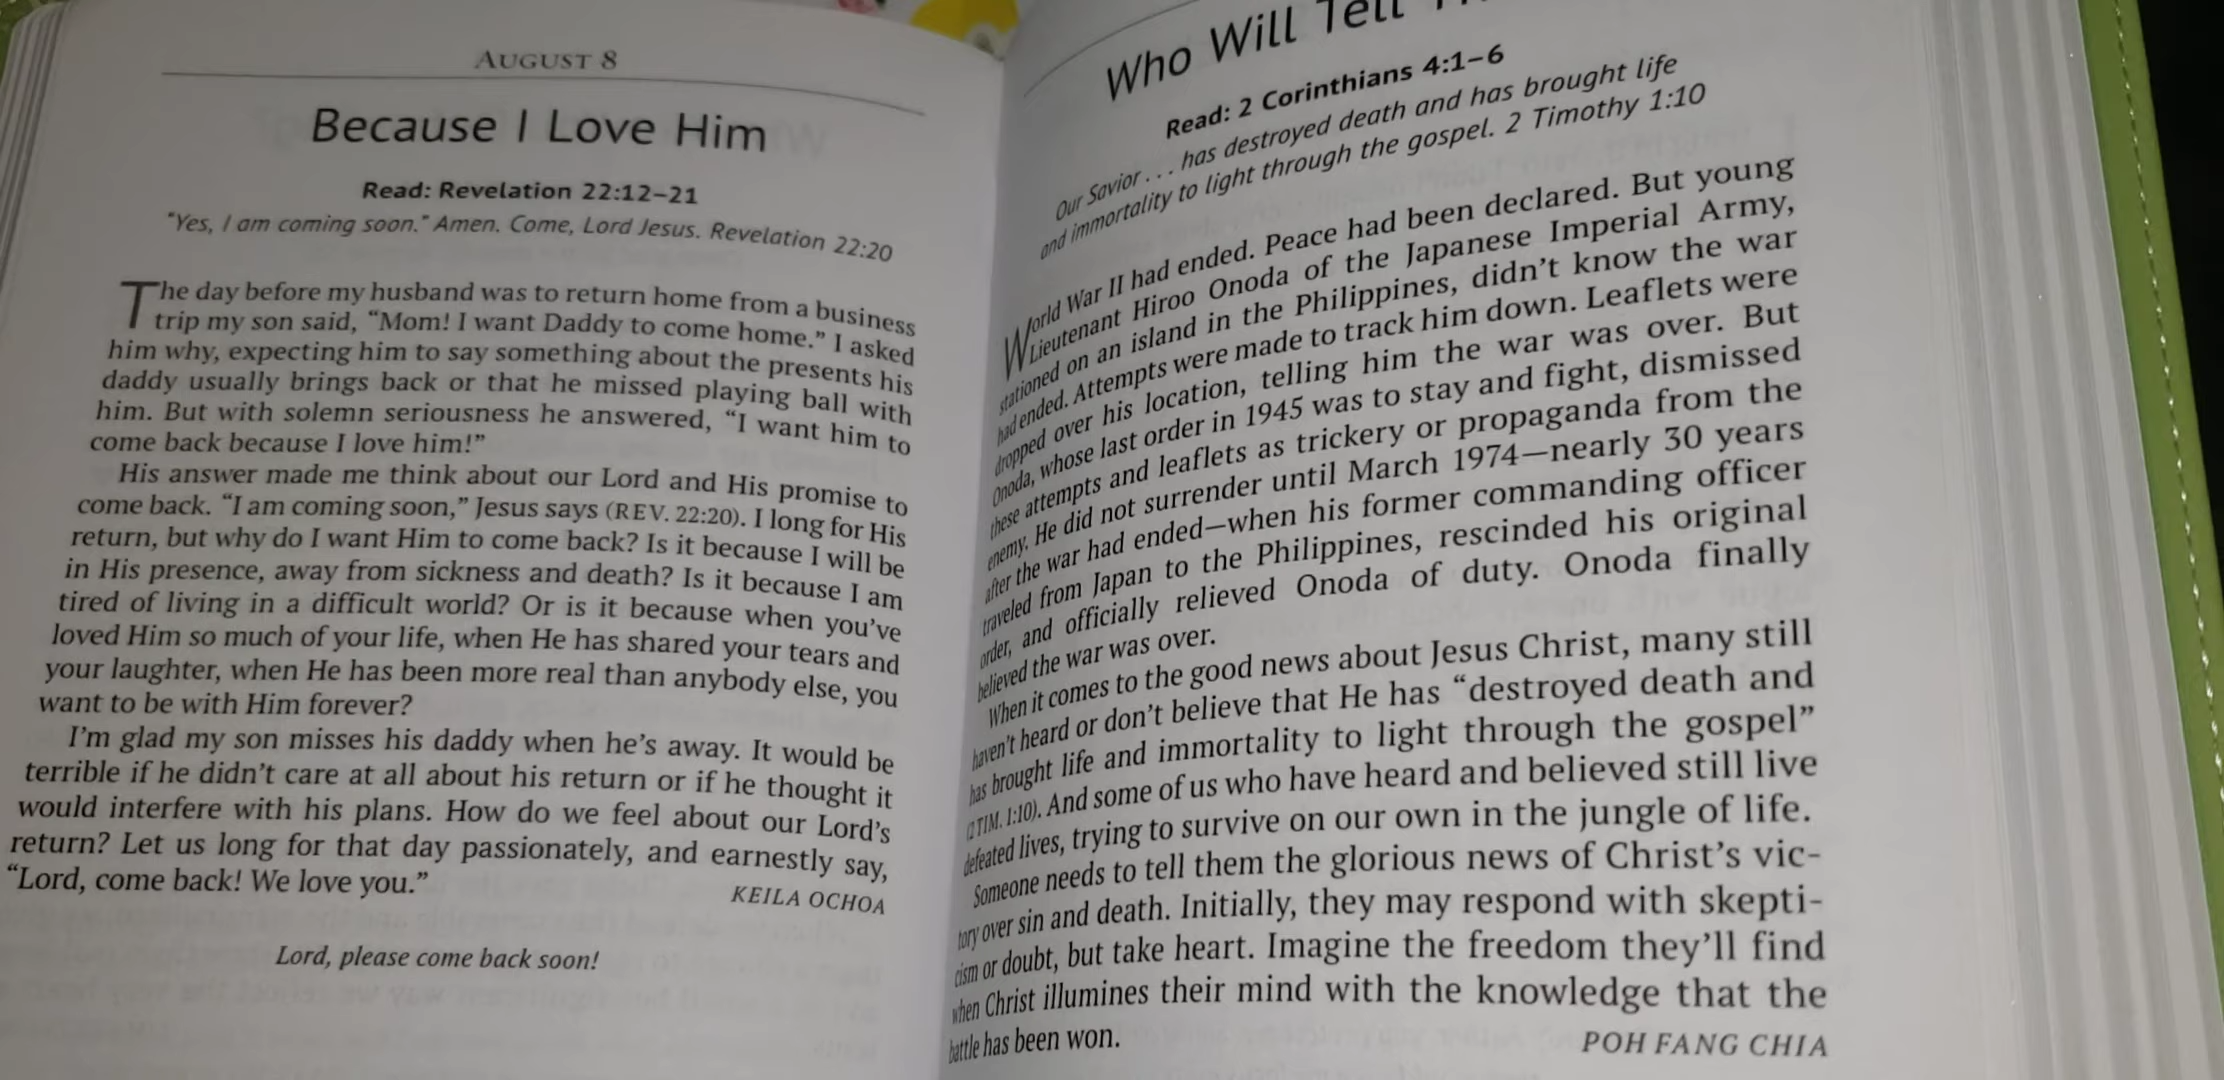 AUGUST 8
Because I Love Him
Read: Revelation 22:12–21
“Yes, I am coming soon.” Amen. Come, Lord Jesus. Revelation 22:20
The day before my husband was to return home from a business
trip my son said, “Mom! I want Daddy to come home.” I asked
him why, expecting him to say something about the presents his
daddy usually brings back or that he missed playing ball with
him. But with solemn seriousness he answered, “I want him to
come back because I love him!”
His answer made me think about our Lord and His promise to
come back. “I am coming soon,” Jesus says (REV. 22:20). I long for His
return, but why do I want Him to come back? Is it because I will be
in His presence, away from sickness and death? Is it because I am
tired of living in a difficult world? Or is it because when you’ve
loved Him so much of your life, when He has shared your tears and
your laughter, when He has been more real than anybody else, you
want to be with Him forever?
I’m glad my son misses his daddy when he’s away. It would be
terrible if he didn’t care at all about his return or if he thought it
would interfere with his plans. How do we feel about our Lord’s
return? Let us long for that day passionately, and earnestly say,
“Lord, come back! We love you.”
KEILA OCHOA
Lord, please come back soon!
Who Will Tell
Read: 2 Corinthians 4:1–6
Our Savior . . . has destroyed death and has brought life
and immortality to light through the gospel. 2 Timothy 1:10
World War II had ended. Peace had been declared. But young
Lieutenant Hiroo Onoda of the Japanese Imperial Army,
stationed on an island in the Philippines, didn’t know the war
had ended. Attempts were made to track him down. Leaflets were
dropped over his location, telling him the war was over. But
Onoda, whose last order in 1945 was to stay and fight, dismissed
these attempts and leaflets as trickery or propaganda from the
enemy. He did not surrender until March 1974—nearly 30 years
after the war had ended—when his former commanding officer
traveled from Japan to the Philippines, rescinded his original
order, and officially relieved Onoda of duty. Onoda finally
believed the war was over.
When it comes to the good news about Jesus Christ, many still
haven’t heard or don’t believe that He has “destroyed death and
has brought life and immortality to light through the gospel”
(2 TIM. 1:10). And some of us who have heard and believed still live
defeated lives, trying to survive on our own in the jungle of life.
Someone needs to tell them the glorious news of Christ’s vic-
tory over sin and death. Initially, they may respond with skepti-
cism or doubt, but take heart. Imagine the freedom they’ll find
when Christ illumines their mind with the knowledge that the
battle has been won.
POH FANG CHIA